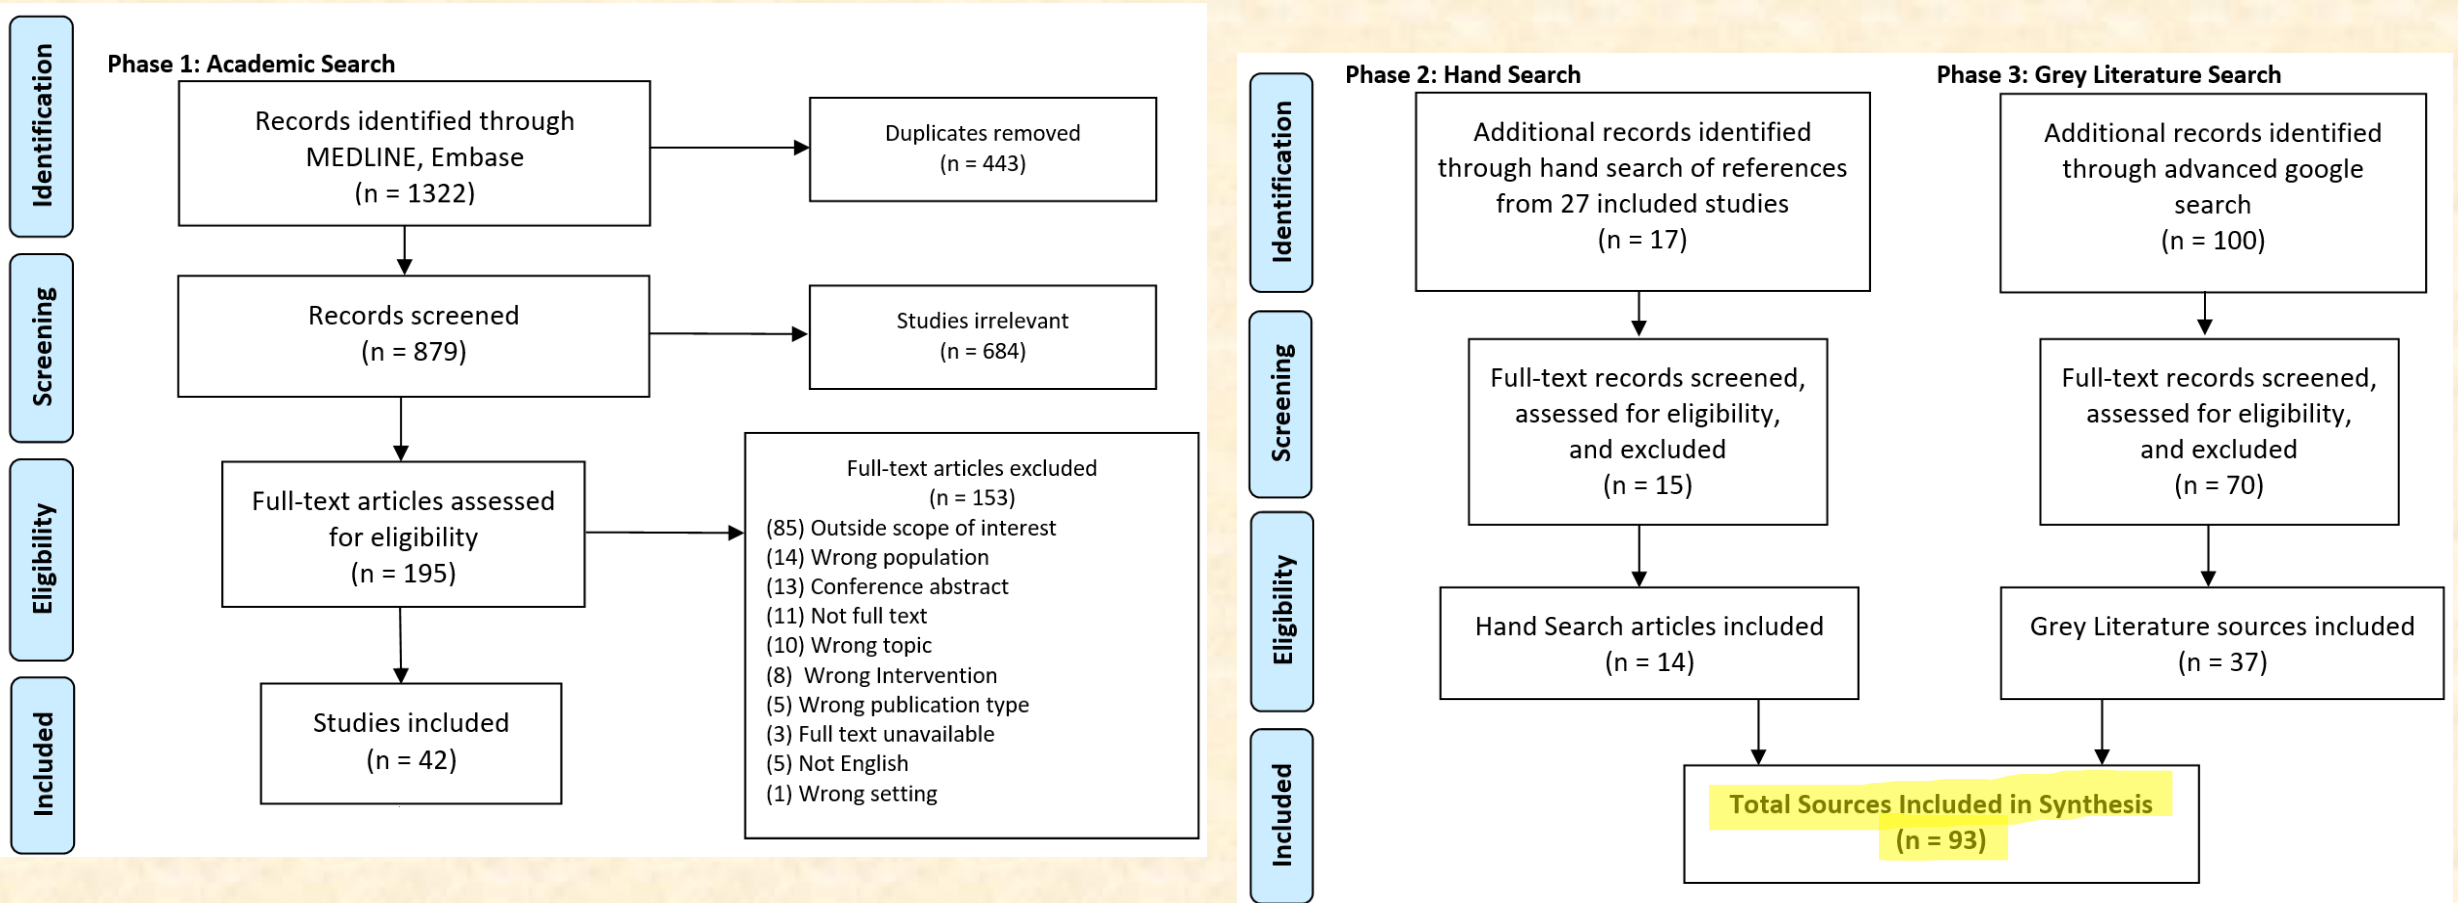 Phase 1: Academic Search
Identification
Records identified through
MEDLINE, Embase
(n = 1322)
Duplicates removed
(n = 443)
Screening
Records screened
(n = 879)
Studies irrelevant
(n = 684)
Eligibility
Full-text articles assessed
for eligibility
(n = 195)
Full-text articles excluded
(n = 153)
(85) Outside scope of interest
(14) Wrong population
(13) Conference abstract
(11) Not full text
(10) Wrong topic
(8)  Wrong Intervention
(5) Wrong publication type
(3) Full text unavailable
(5) Not English
(1) Wrong setting
Included
Studies included
(n = 42)
Phase 2: Hand Search
Phase 3: Grey Literature Search
Identification
Additional records identified
through hand search of references
from 27 included studies
(n = 17)
Additional records identified
through advanced google
search
(n = 100)
Screening
Full-text records screened,
assessed for eligibility,
and excluded
(n = 15)
Full-text records screened,
assessed for eligibility,
and excluded
(n = 70)
Eligibility
Hand Search articles included
(n = 14)
Grey Literature sources included
(n = 37)
Included
Total Sources Included in Synthesis
(n = 93)